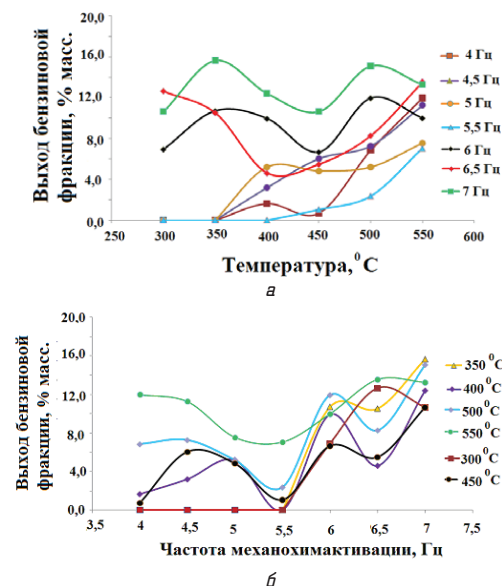 Выход бензиновой
фракции, % масс.
20,0
16,0
12,0
8,0
4,0
0,0
200
300
350
400
450
500
550
600
Температура,⁰ С
4 Гц
4,5 Гц
5 Гц
5,5 Гц
6 Гц
6,5 Гц
7 Гц
а
Выход бензиновой
фракции, % масс.
20,0
16,0
12,0
8,0
4,0
0,0
3,5
4
4,5
5
5,5
6
6,5
7
7,5
Частота механохимактивации, Гц
350 ⁰С
400 ⁰С
500 ⁰С
550 ⁰С
300 ⁰С
450 ⁰С
б